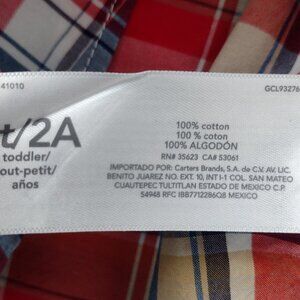 41010
GCL93276
t/2A
toddler/
out-petit/
años
100% cotton
100 % coton
100% ALGODÓN
RN# 35623 CA# 53061
IMPORTADO POR: Carters Brands, S.A. de C.V. AV. LIC.
BENITO JUAREZ NO. EXT. 10, INT I-1 COL. SAN MATEO
CUAUTEPEC TULTITLAN ESTADO DE MEXICO C.P.
54948 RFC IBB7712286Q8 MEXICO